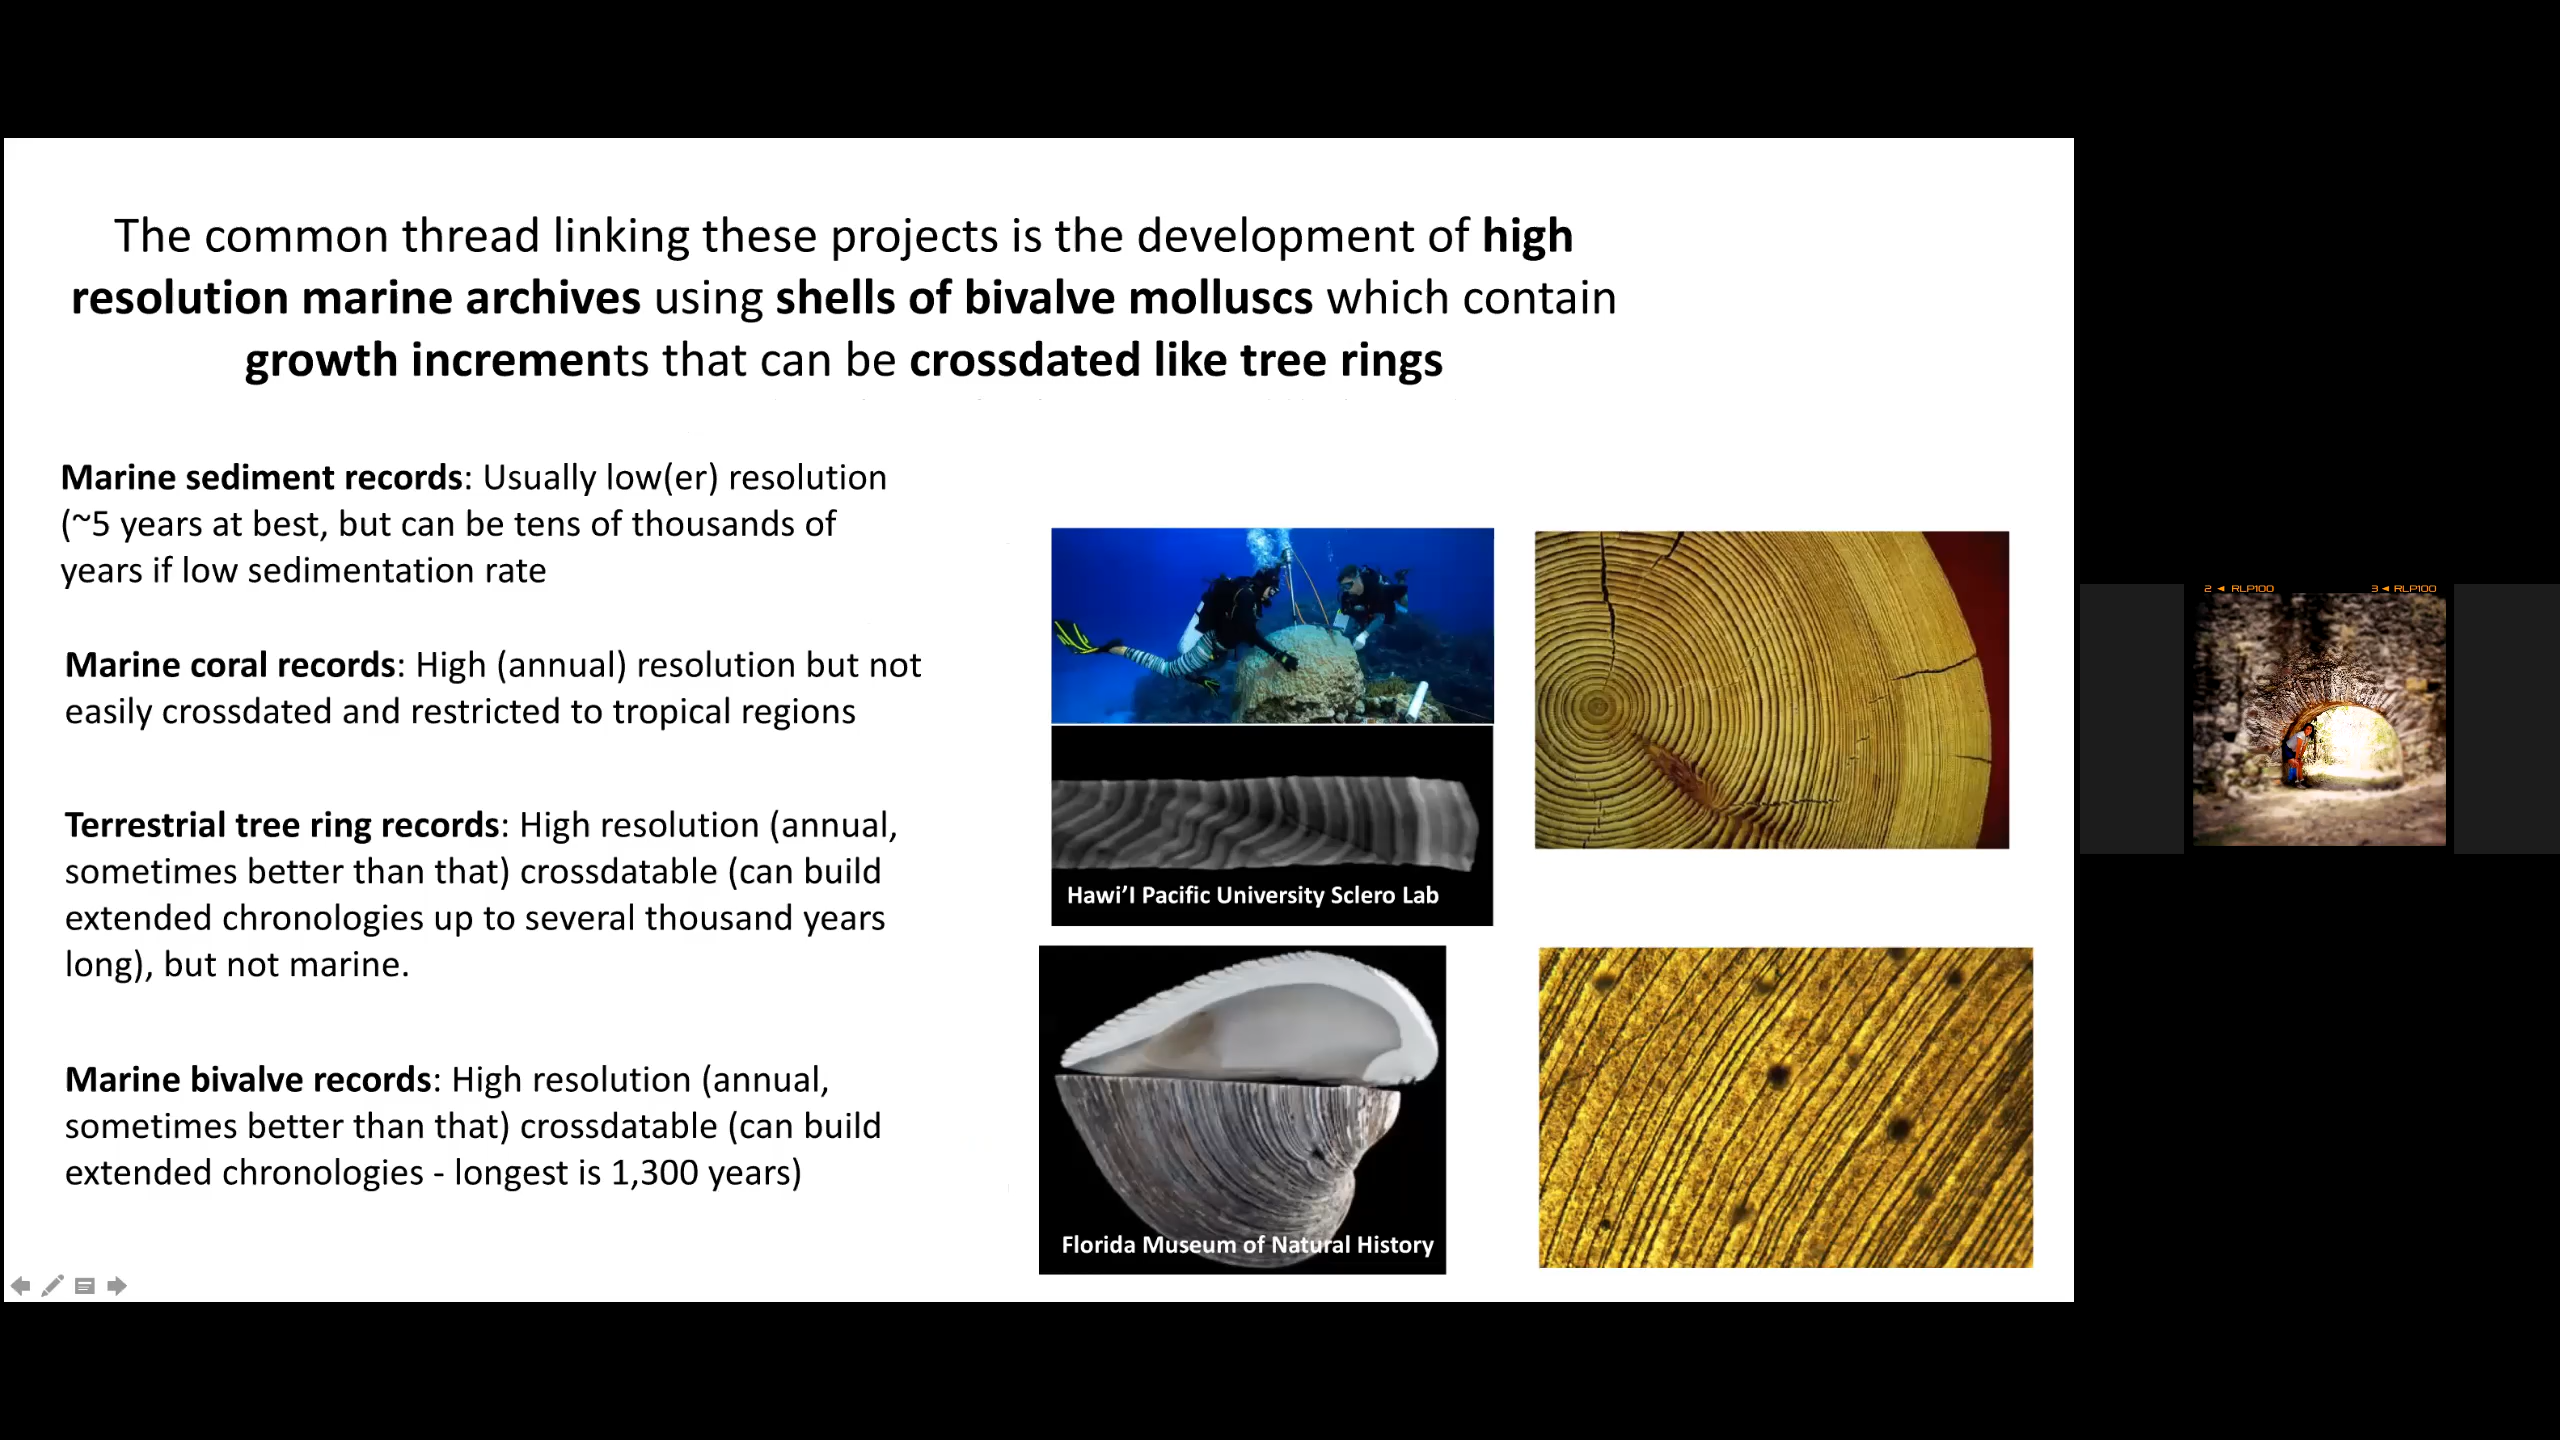 The common thread linking these projects is the development of high
resolution marine archives using shells of bivalve molluscs which contain
growth increments that can be crossdated like tree rings
Marine sediment records: Usually low(er) resolution
(~5 years at best, but can be tens of thousands of
years if low sedimentation rate
Marine coral records: High (annual) resolution but not
easily crossdated and restricted to tropical regions
Terrestrial tree ring records: High resolution (annual,
sometimes better than that) crossdatable (can build
extended chronologies up to several thousand years
long), but not marine.
Marine bivalve records: High resolution (annual,
sometimes better than that) crossdatable (can build
extended chronologies - longest is 1,300 years)
Hawi’I Pacific University Sclero Lab
Florida Museum of Natural History
2 ◄ RLP100
3 ◄ RLP100